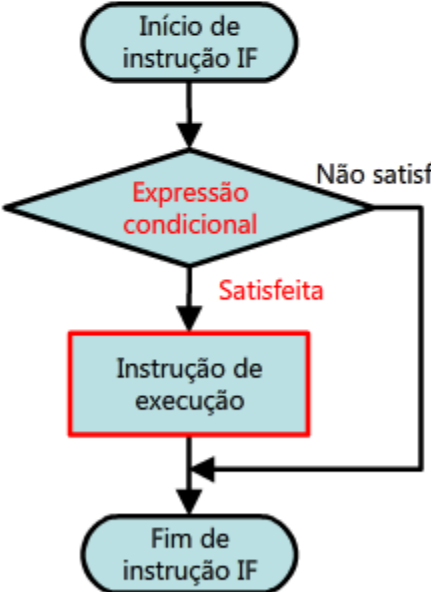 Início de
instrução IF
Não satisf
Expressão
condicional
Satisfeita
Instrução de
execução
Fim de
instrução IF